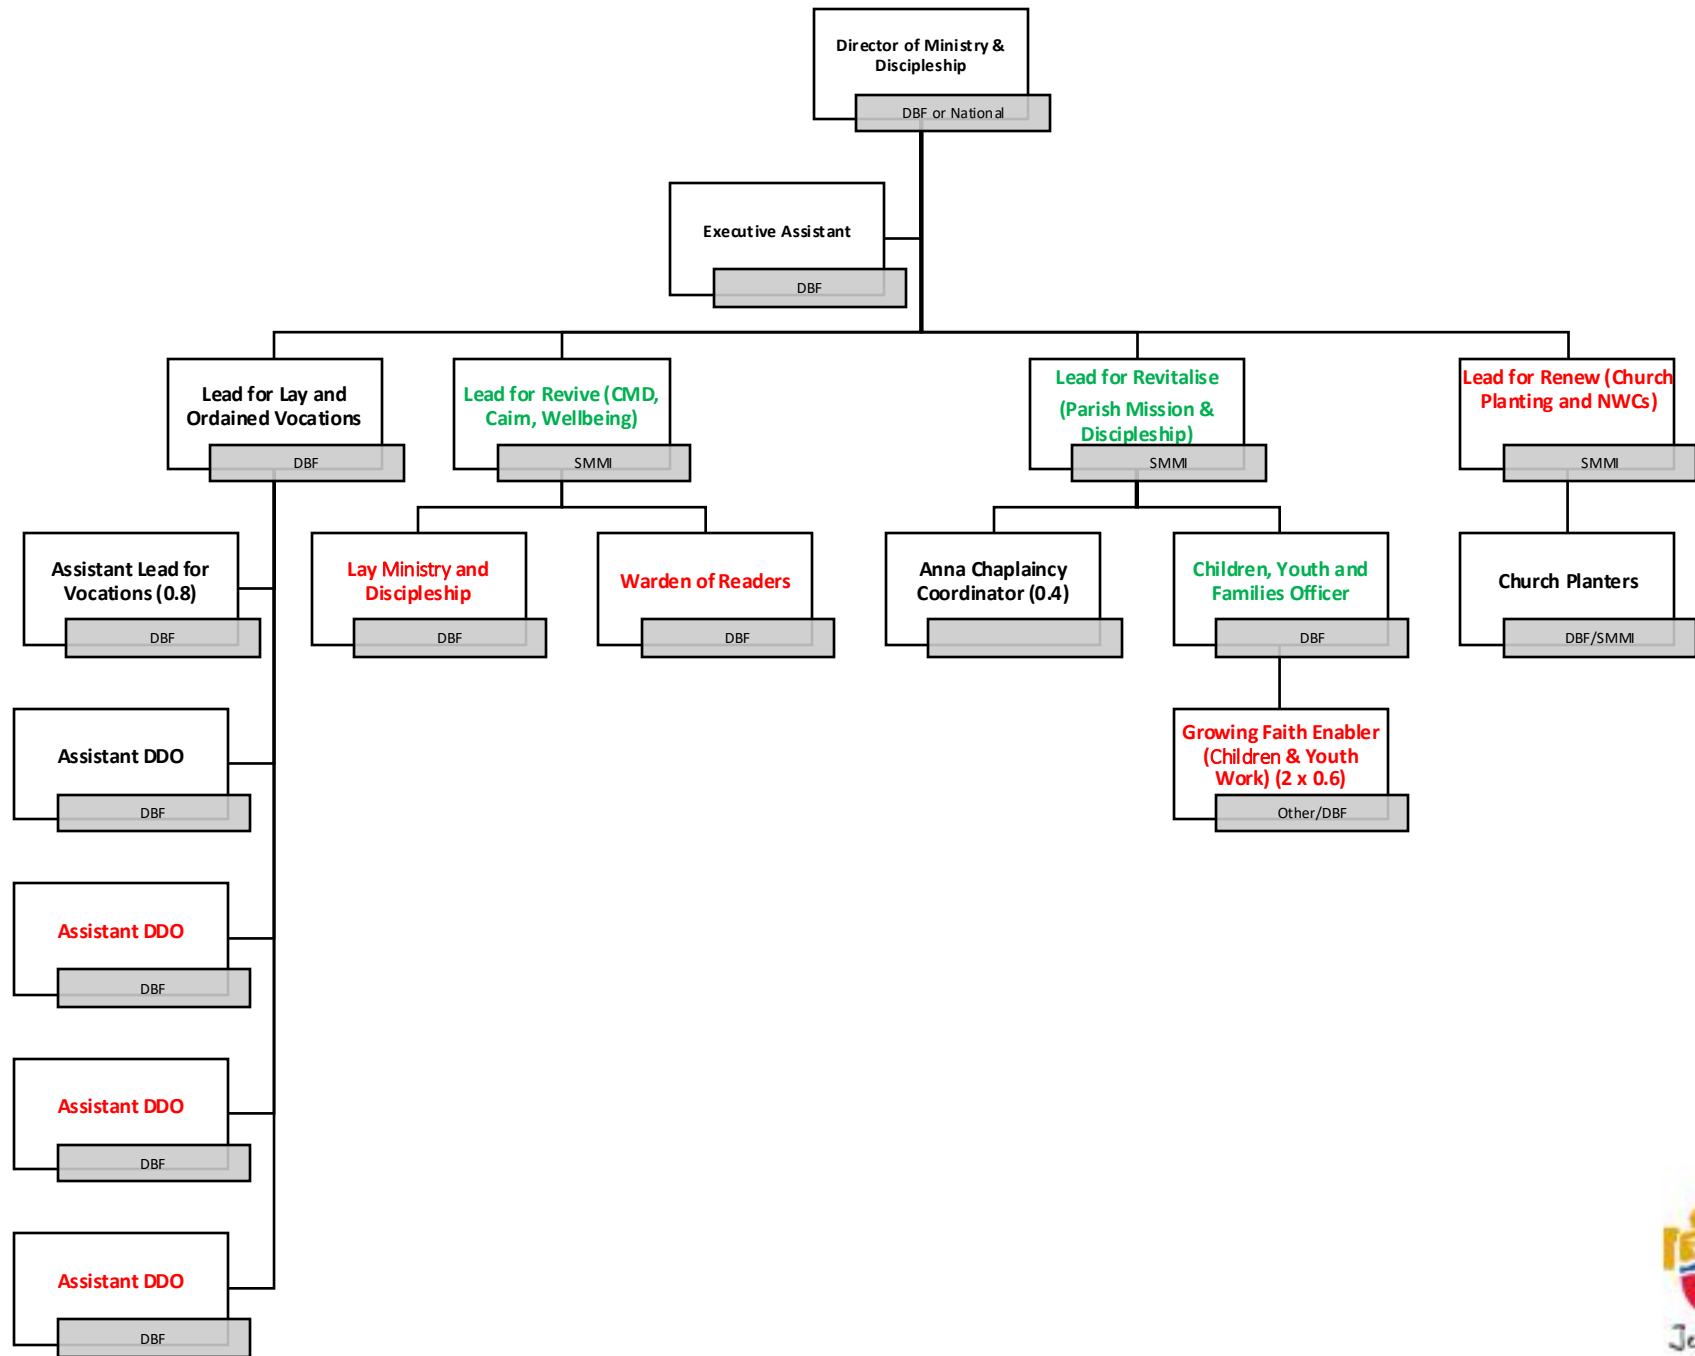 Director of Ministry &
Discipleship
DBF or National
Executive Assistant
DBF
Lead for Lay and
Ordained Vocations
DBF
Lead for Revive (CMD,
Cairn, Wellbeing)
SMMI
Lead for Revitalise
(Parish Mission &
Discipleship)
SMMI
Lead for Renew (Church
Planting and NWCs)
SMMI
Assistant Lead for
Vocations (0.8)
DBF
Lay Ministry and
Discipleship
DBF
Warden of Readers
DBF
Anna Chaplaincy
Coordinator (0.4)
Children, Youth and
Families Officer
DBF
Church Planters
DBF/SMMI
Assistant DDO
DBF
Growing Faith Enabler
(Children & Youth
Work) (2 x 0.6)
Other/DBF
Assistant DDO
DBF
Assistant DDO
DBF
Assistant DDO
DBF